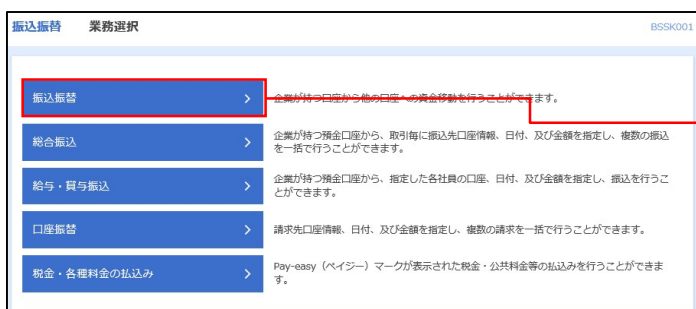 振込振替 業務選択 BSSK001
振込振替 > 企業が持つ口座から他の口座への資金移動を行うことができます。
総合振込 > 企業が持つ預金口座から、取引毎に振込先口座情報、日付、及び金額を指定し、複数の振込
を一括で行うことができます。
給与・賞与振込 > 企業が持つ預金口座から、指定した各社員の口座、日付、及び金額を指定し、振込を行うこ
とができます。
口座振替 > 請求先口座情報、日付、及び金額を指定し、複数の請求を一括で行うことができます。
税金・各種料金の払込み > Pay-easy（ペイジー）マークが表示された税金・公共料金等の払込みを行うことができま
す。